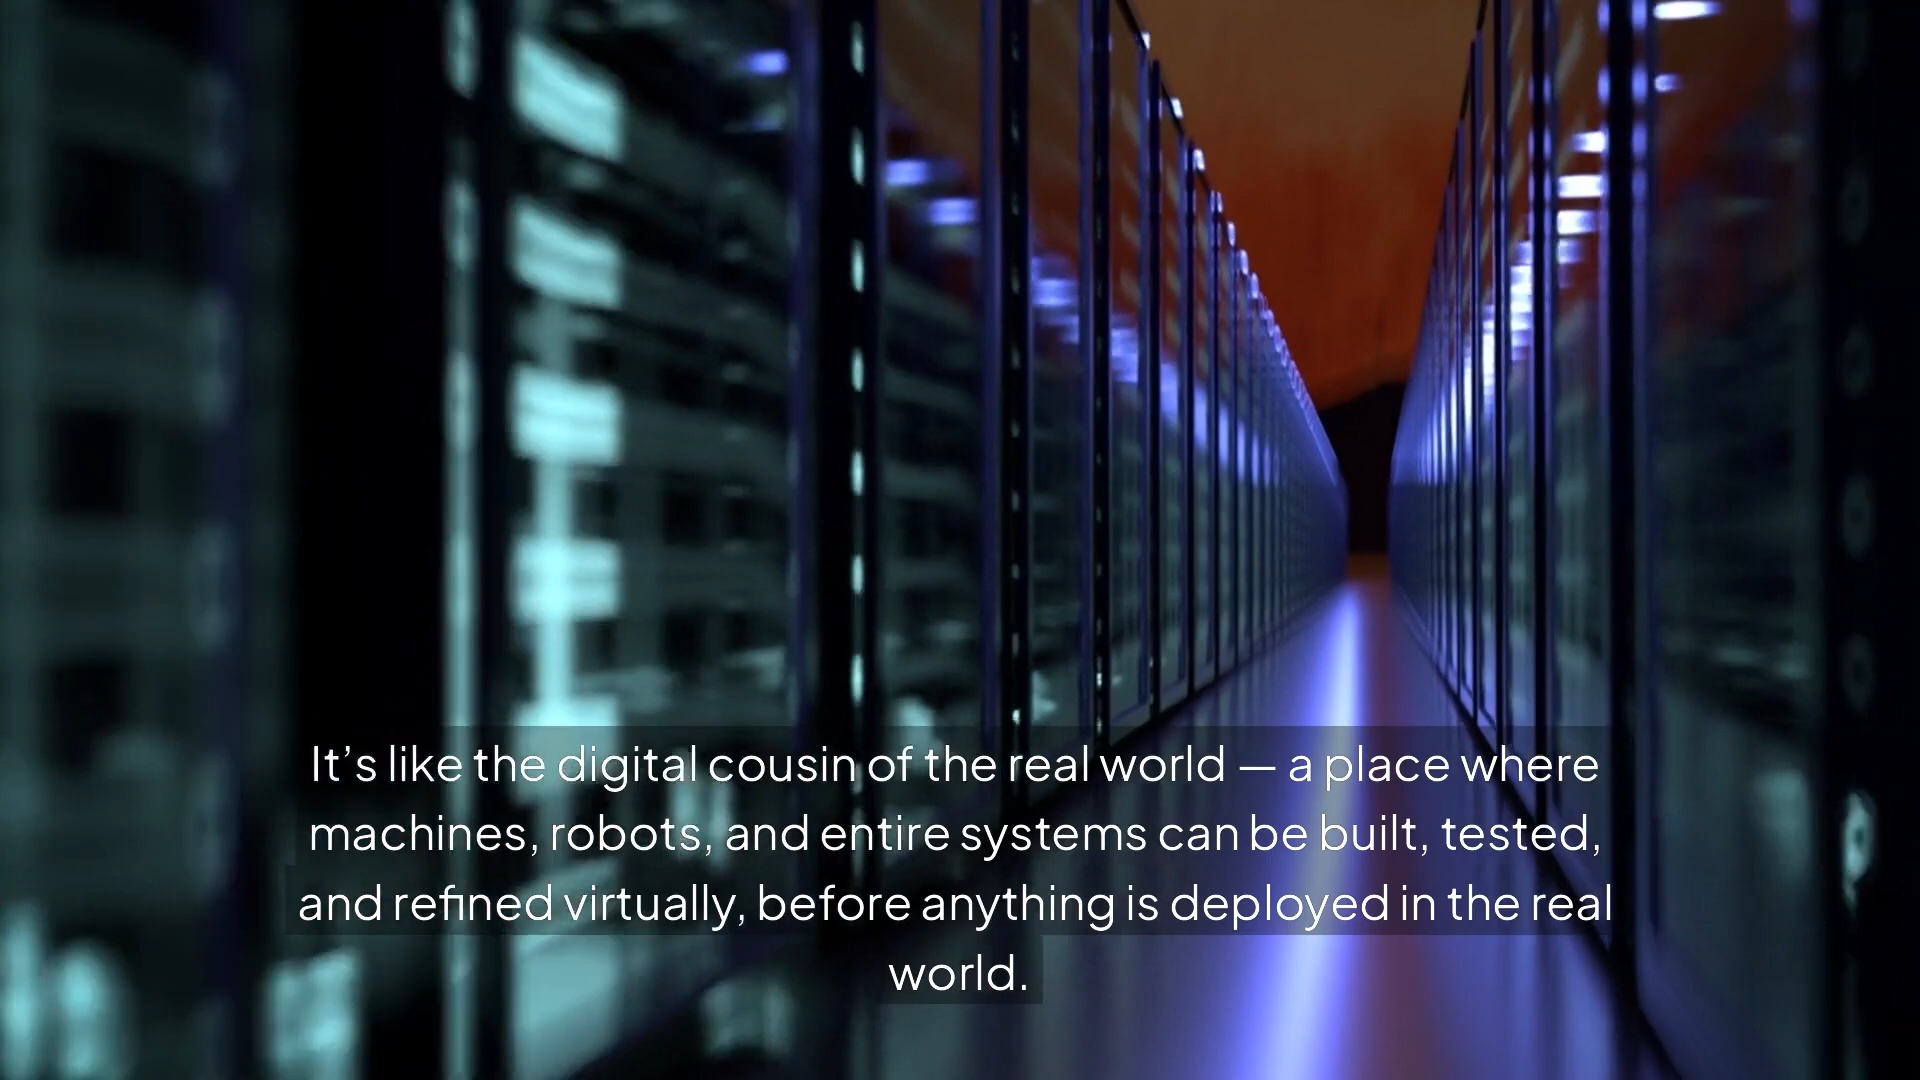 It’s like the digital cousin of the real world — a place where
machines, robots, and entire systems can be built, tested,
and refined virtually, before anything is deployed in the real
world.